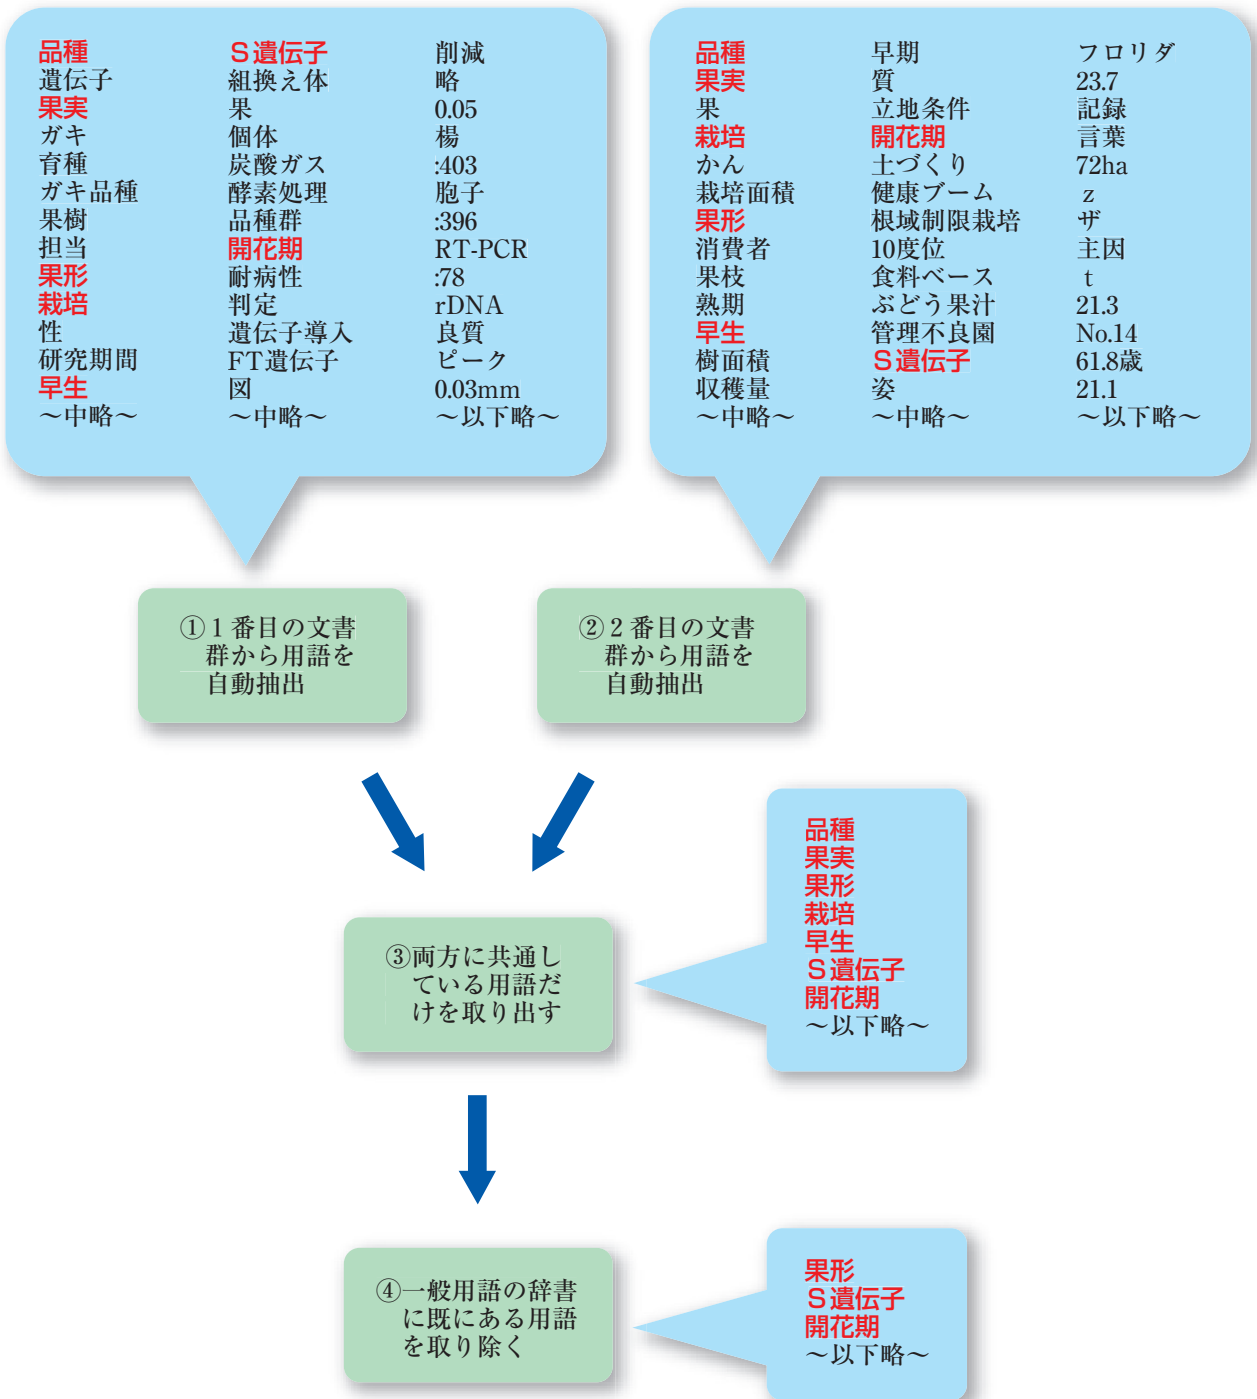 品種
遺伝子
果実
ガキ
育種
ガキ品種
果樹
担当
果形
栽培
性
研究期間
早生
～中略～
S遺伝子
組換え体
果
個体
炭酸ガス
酵素処理
品種群
開花期
耐病性
判定
遺伝子導入
FT遺伝子
図
～中略～
削減
略
0.05
楊
:403
胞子
:396
RT-PCR
:78
rDNA
良質
ピーク
0.03mm
～以下略～
品種
果実
果
栽培
かん
栽培面積
果形
消費者
果枝
熟期
早生
樹面積
収穫量
～中略～
早期
質
立地条件
開花期
土づくり
健康ブーム
根域制限栽培
10度位
食料ベース
ぶどう果汁
管理不良園
S遺伝子
姿
～中略～
フロリダ
23.7
記録
言葉
72ha
z
ザ
主因
t
21.3
No.14
61.8歳
21.1
～以下略～
①１番目の文書
群から用語を
自動抽出
②２番目の文書
群から用語を
自動抽出
③両方に共通し
ている用語だ
けを取り出す
品種
果実
果形
栽培
早生
S遺伝子
開花期
～以下略～
④一般用語の辞書
に既にある用語
を取り除く
果形
S遺伝子
開花期
～以下略～